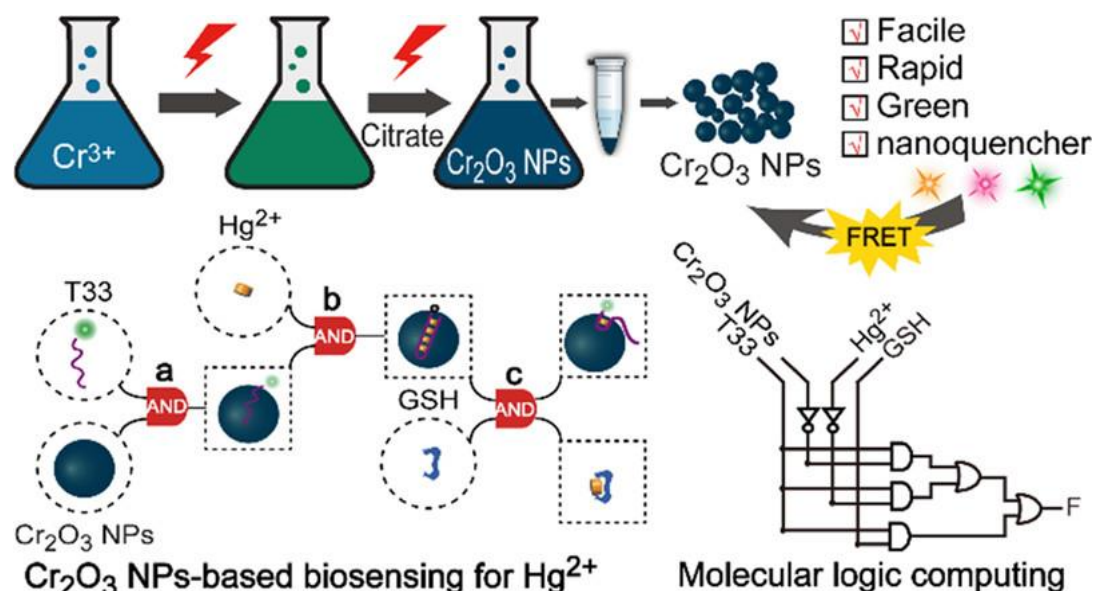 Cr³⁺
Citrate
Cr₂O₃ NPs
Cr₂O₃ NPs
Facile
Rapid
Green
nanoquencher
FRET
Hg²⁺
T33
a
AND
b
AND
GSH
c
AND
Cr₂O₃ NPs
Cr₂O₃ NPs-based biosensing for Hg²⁺
Cr₂O₃ NPs
T33
Hg²⁺
GSH
F
Molecular logic computing